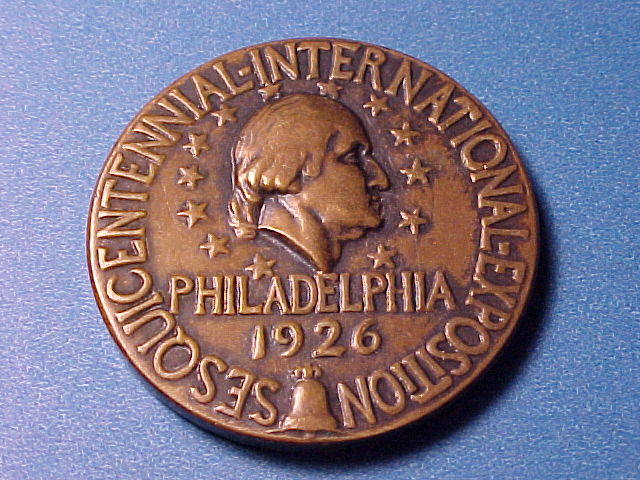 SESQUICENTENNIAL-INTERNATIONAL-EXPOSITION
PHILADELPHIA
1926